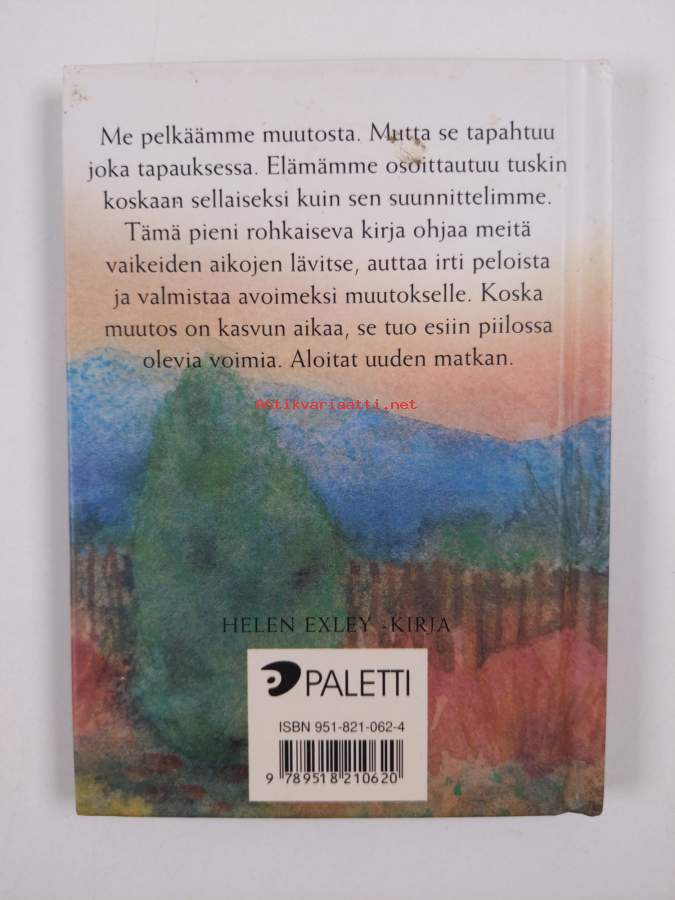 Me pelkäämme muutosta. Mutta se tapahtuu
joka tapauksessa. Elämämme osoittautuu tuskin
koskaan sellaiseksi kuin sen suunnittelimme.
Tämä pieni rohkaiseva kirja ohjaa meitä
vaikeiden aikojen lävitse, auttaa irti peloista
ja valmistaa avoimeksi muutokselle. Koska
muutos on kasvun aikaa, se tuo esiin piilossa
olevia voimia. Aloitat uuden matkan.
Antikvariaatti.net
HELEN EXLEY -KIRJA
PALETTI
ISBN 951-821-062-4
9 789518 210620